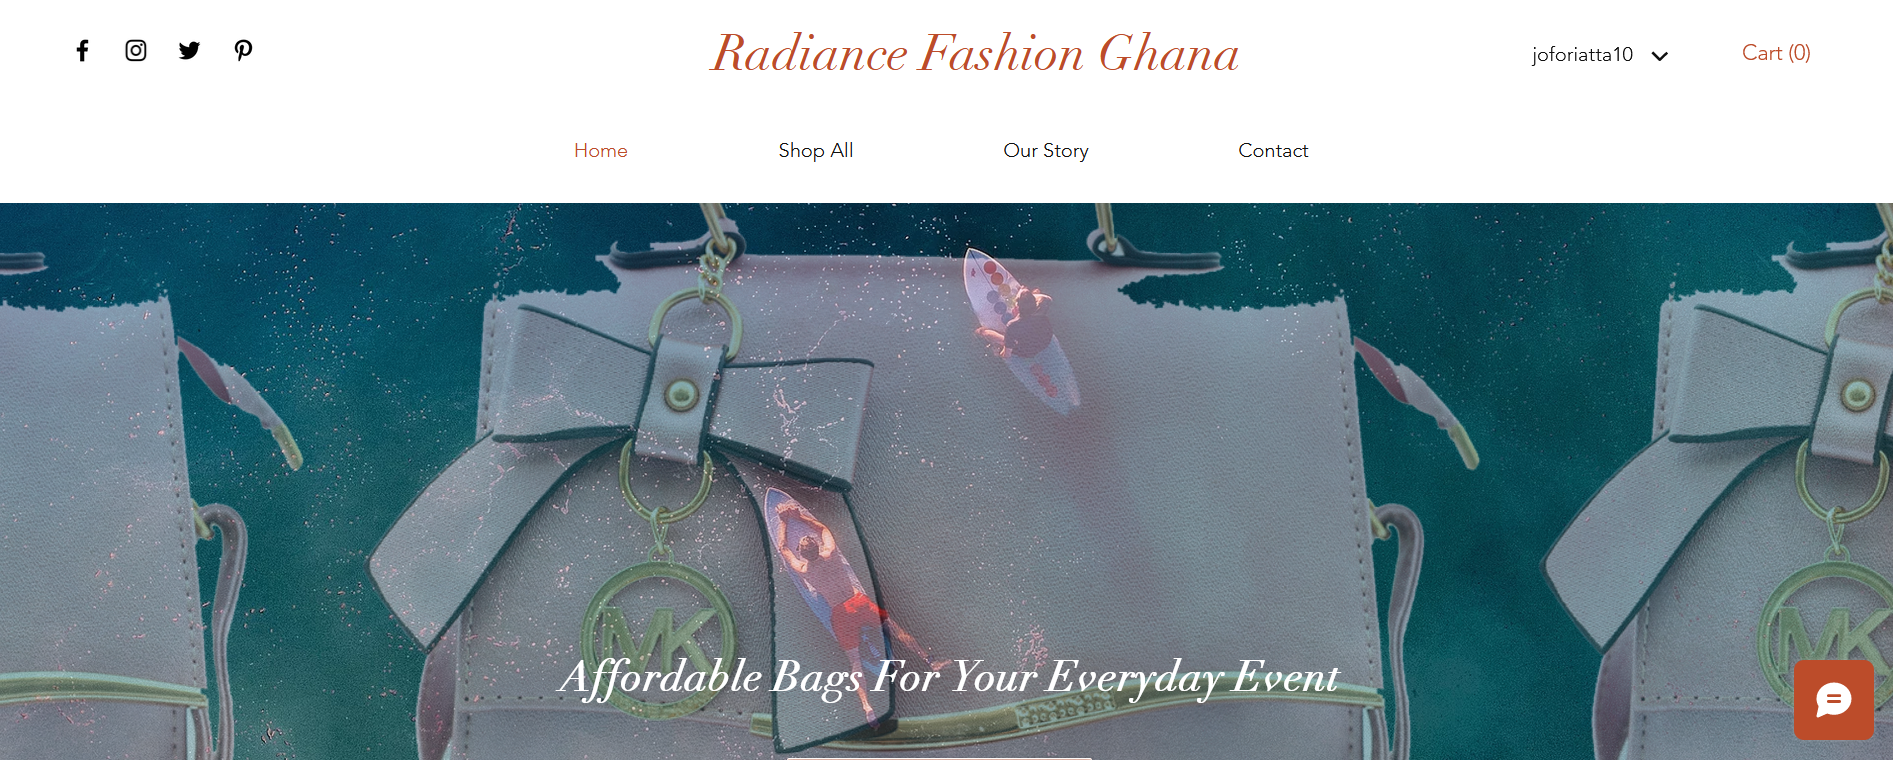 Radiance Fashion Ghana
joforiatta10
Cart (0)
Home
Shop All
Our Story
Contact
MK
MK
Affordable Bags For Your Everyday Event